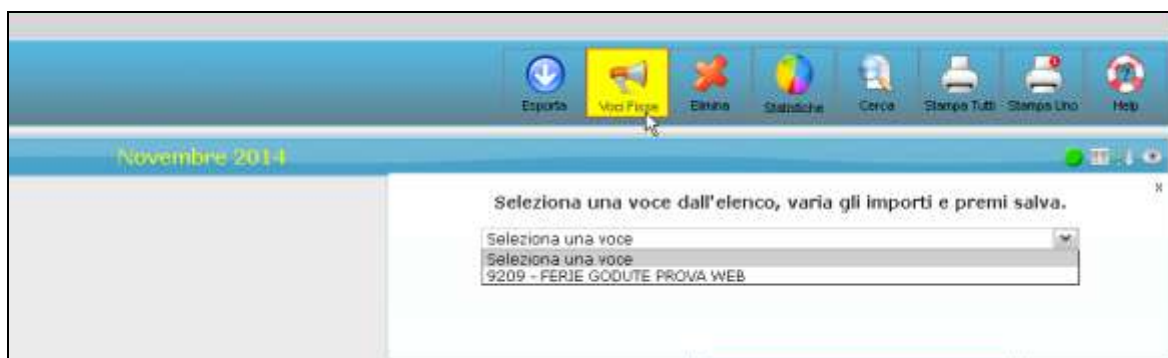 Esporta Voci Fisse Elimina Statistiche Cerca Stampa Tutti Stampa Uno Help
Novembre 2014
x
Seleziona una voce dall'elenco, varia gli importi e premi salva.
Seleziona una voce
Seleziona una voce
9209 - FERIE GODUTE PROVA WEB